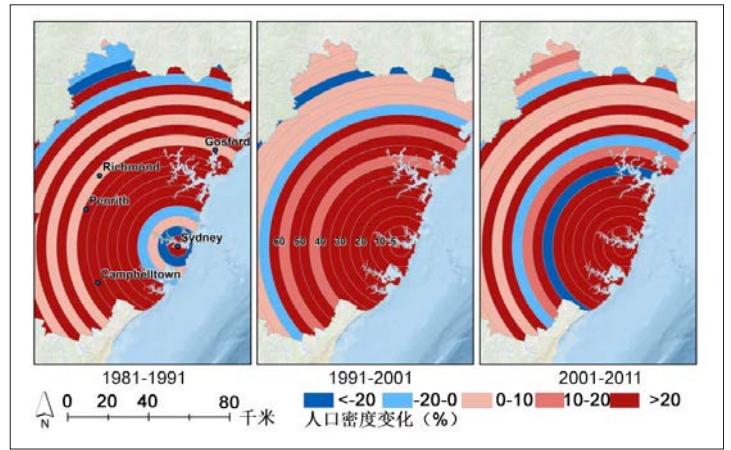 Gosford
Richmond
Penrith
Sydney
Campbelltown
60 50 40 30 20 10 5
1981-1991 1991-2001 2001-2011
N 0 20 40 80 千米
<-20 -20-0 0-10 10-20 >20
人口密度变化（%）